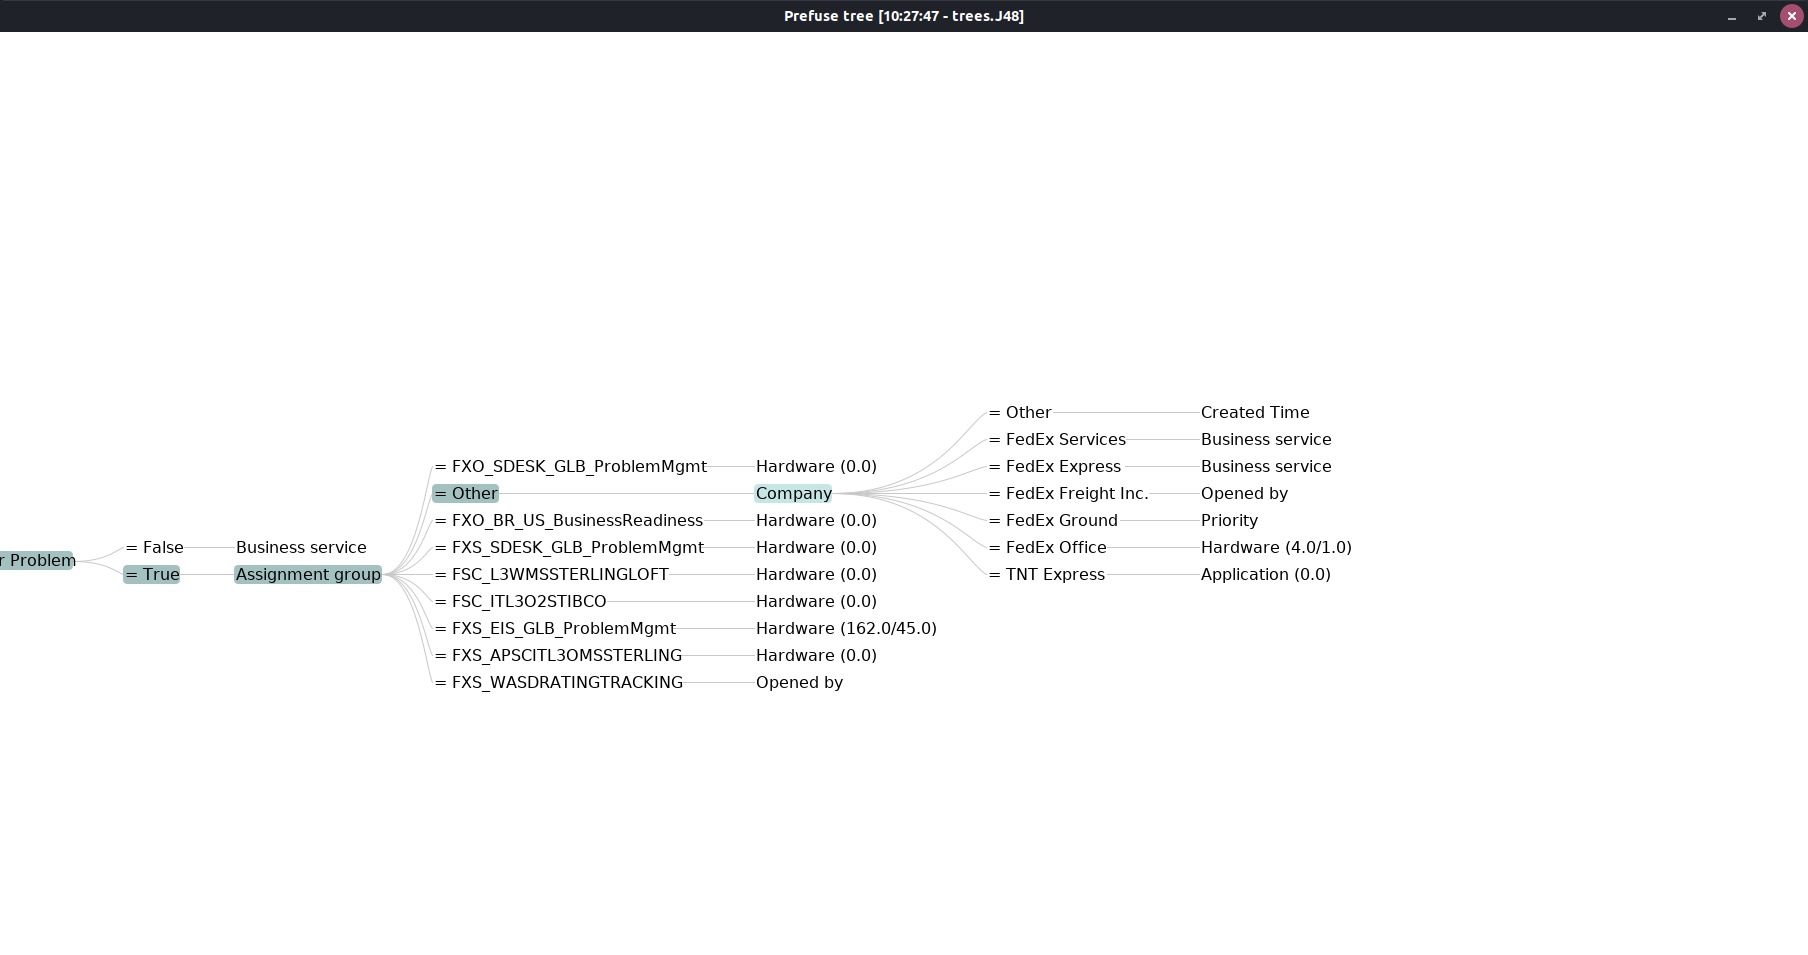 Prefuse tree [10:27:47 - trees.J48]
= Other Created Time
= FedEx Services Business service
= FXO_SDESK_GLB_ProblemMgmt Hardware (0.0) = FedEx Express Business service
= Other Company = FedEx Freight Inc. Opened by
= FXO_BR_US_BusinessReadiness Hardware (0.0) = FedEx Ground Priority
= False Business service = FXS_SDESK_GLB_ProblemMgmt Hardware (0.0) = FedEx Office Hardware (4.0/1.0)
r Problem
= True Assignment group = FSC_L3WMSSTERLINGLOFT Hardware (0.0) = TNT Express Application (0.0)
= FSC_ITL3O2STIBCO Hardware (0.0)
= FXS_EIS_GLB_ProblemMgmt Hardware (162.0/45.0)
= FXS_APSCITL3OMSSTERLING Hardware (0.0)
= FXS_WASDRATINGTRACKING Opened by